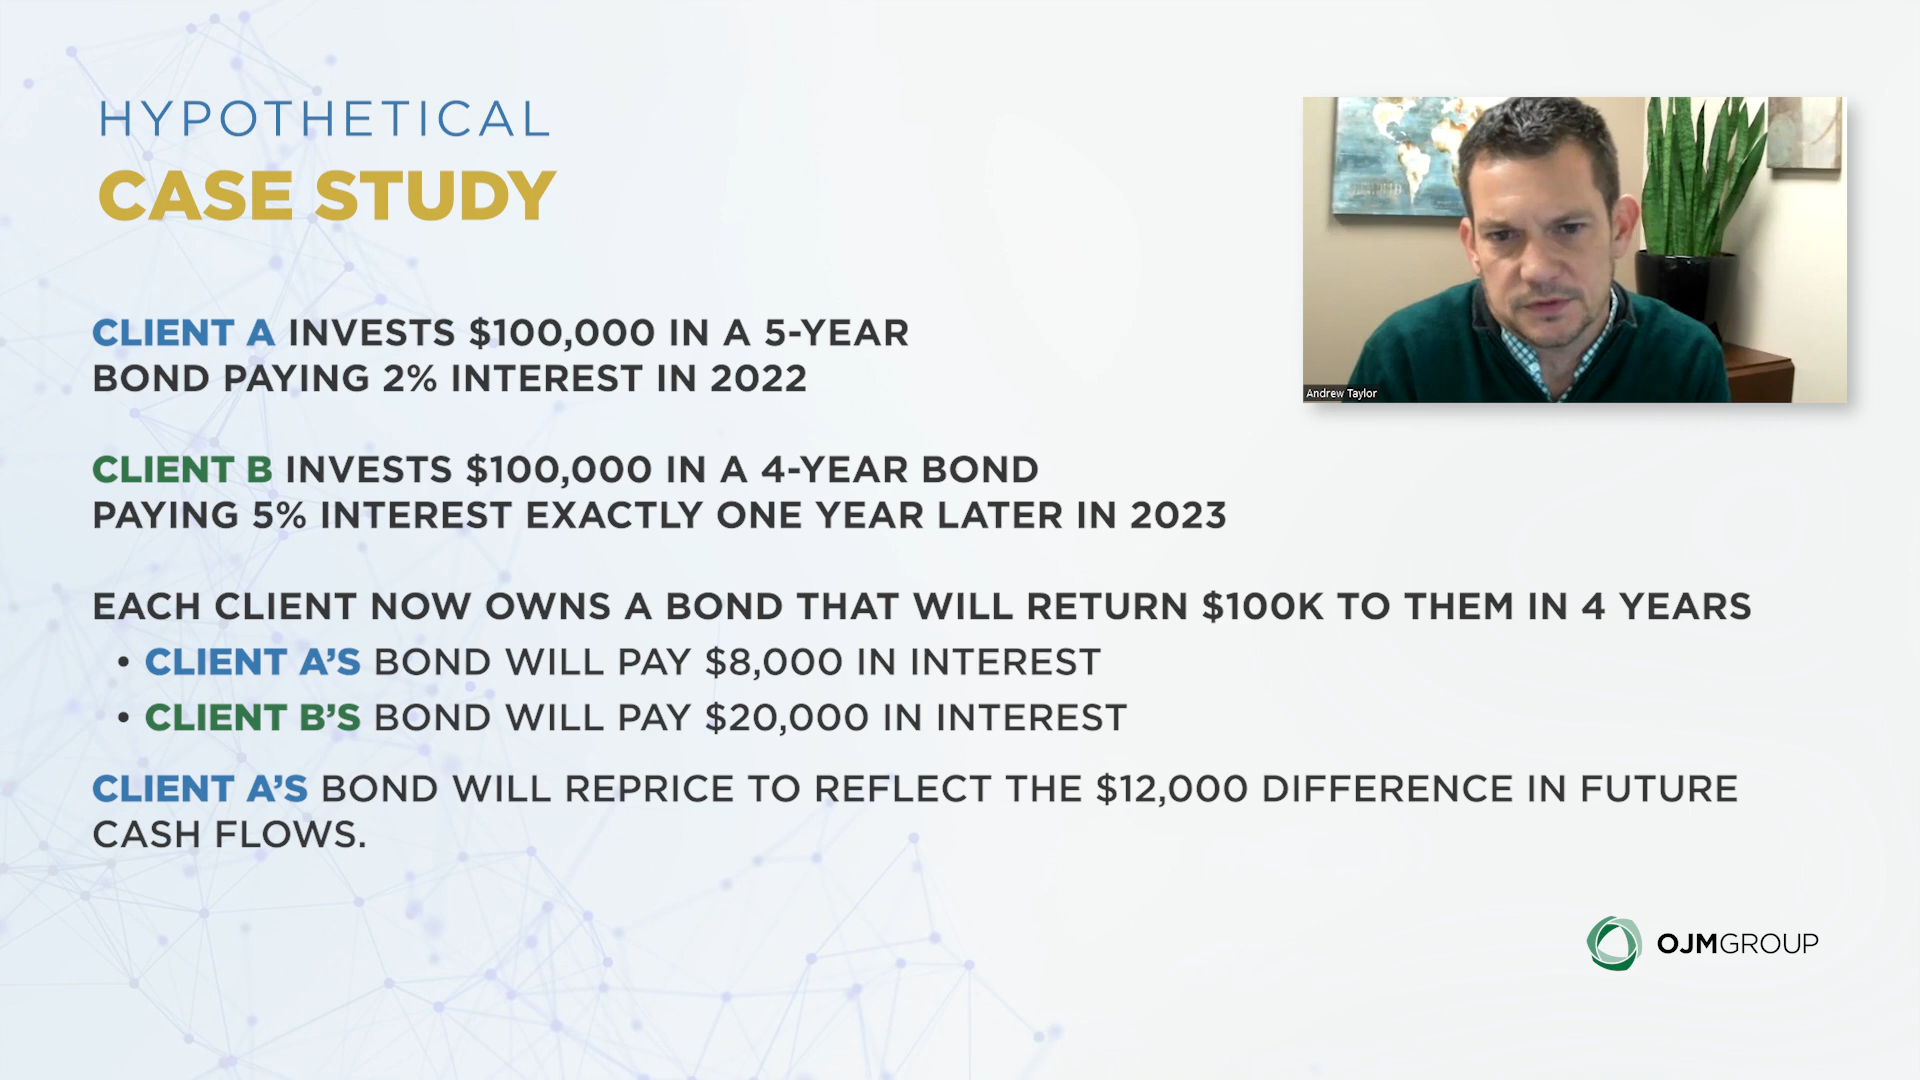 HYPOTHETICAL
CASE STUDY
Andrew Taylor
CLIENT A INVESTS $100,000 IN A 5-YEAR
BOND PAYING 2% INTEREST IN 2022
CLIENT B INVESTS $100,000 IN A 4-YEAR BOND
PAYING 5% INTEREST EXACTLY ONE YEAR LATER IN 2023
EACH CLIENT NOW OWNS A BOND THAT WILL RETURN $100K TO THEM IN 4 YEARS
• CLIENT A’S BOND WILL PAY $8,000 IN INTEREST
• CLIENT B’S BOND WILL PAY $20,000 IN INTEREST
CLIENT A’S BOND WILL REPRICE TO REFLECT THE $12,000 DIFFERENCE IN FUTURE
CASH FLOWS.
OJMGROUP